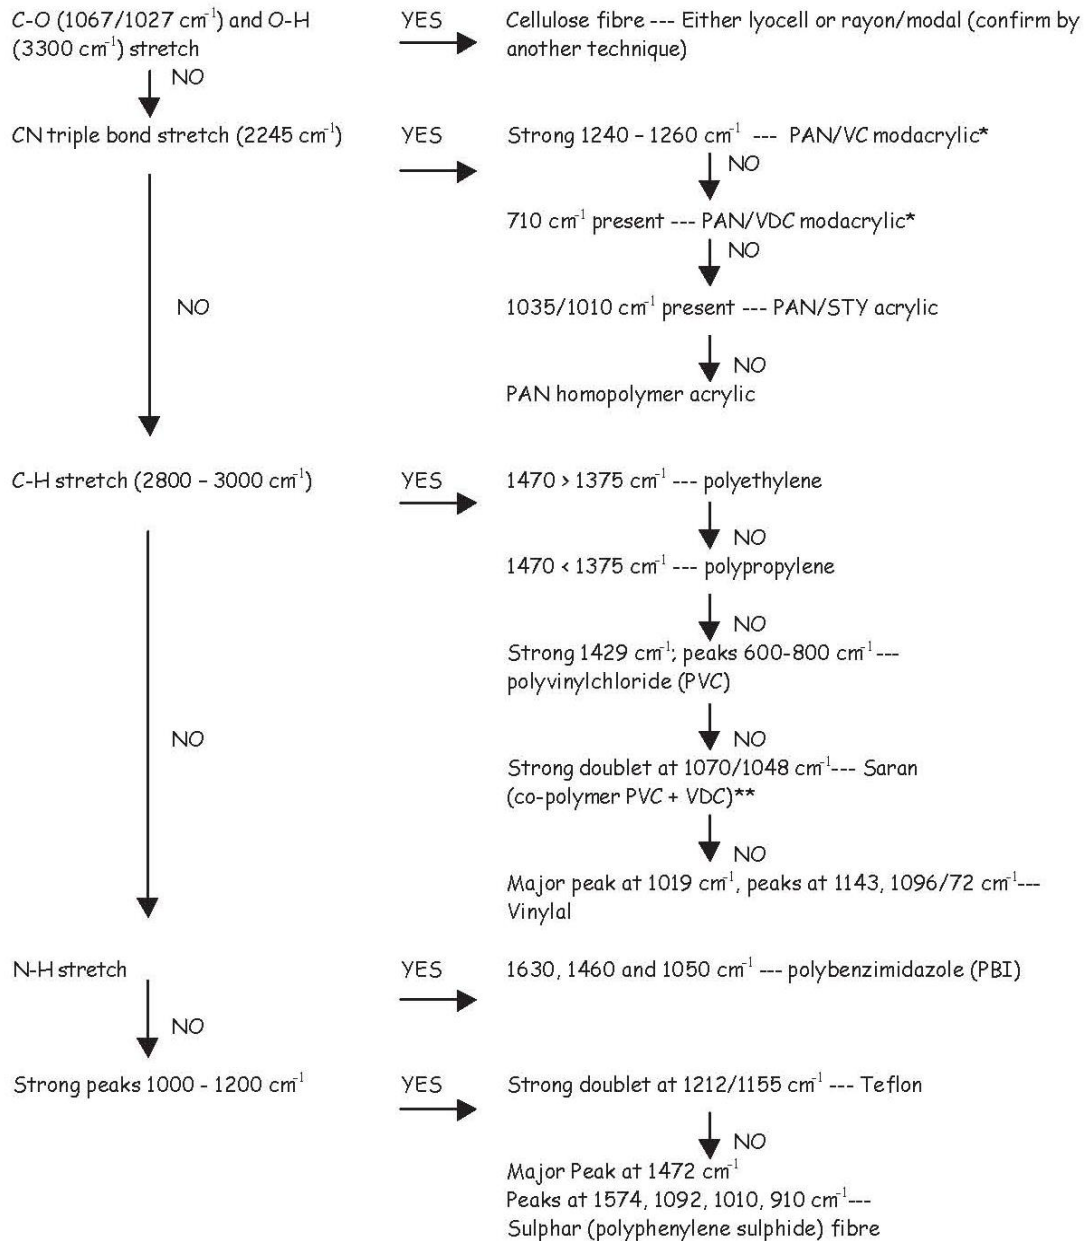 C-O (1067/1027 cm⁻¹) and O-H
(3300 cm⁻¹) stretch
YES
Cellulose fibre --- Either lyocell or rayon/modal (confirm by
another technique)
NO
CN triple bond stretch (2245 cm⁻¹)
YES
Strong 1240 – 1260 cm⁻¹ --- PAN/VC modacrylic*
NO
710 cm⁻¹ present --- PAN/VDC modacrylic*
NO
NO
1035/1010 cm⁻¹ present --- PAN/STY acrylic
NO
PAN homopolymer acrylic
C-H stretch (2800 – 3000 cm⁻¹)
YES
1470 > 1375 cm⁻¹ --- polyethylene
NO
1470 < 1375 cm⁻¹ --- polypropylene
NO
Strong 1429 cm⁻¹; peaks 600-800 cm⁻¹ ---
polyvinylchloride (PVC)
NO
NO
Strong doublet at 1070/1048 cm⁻¹--- Saran
(co-polymer PVC + VDC)**
NO
Major peak at 1019 cm⁻¹, peaks at 1143, 1096/72 cm⁻¹---
Vinylal
N-H stretch
YES
1630, 1460 and 1050 cm⁻¹ --- polybenzimidazole (PBI)
NO
Strong peaks 1000 - 1200 cm⁻¹
YES
Strong doublet at 1212/1155 cm⁻¹ --- Teflon
NO
Major Peak at 1472 cm⁻¹
Peaks at 1574, 1092, 1010, 910 cm⁻¹---
Sulphar (polyphenylene sulphide) fibre